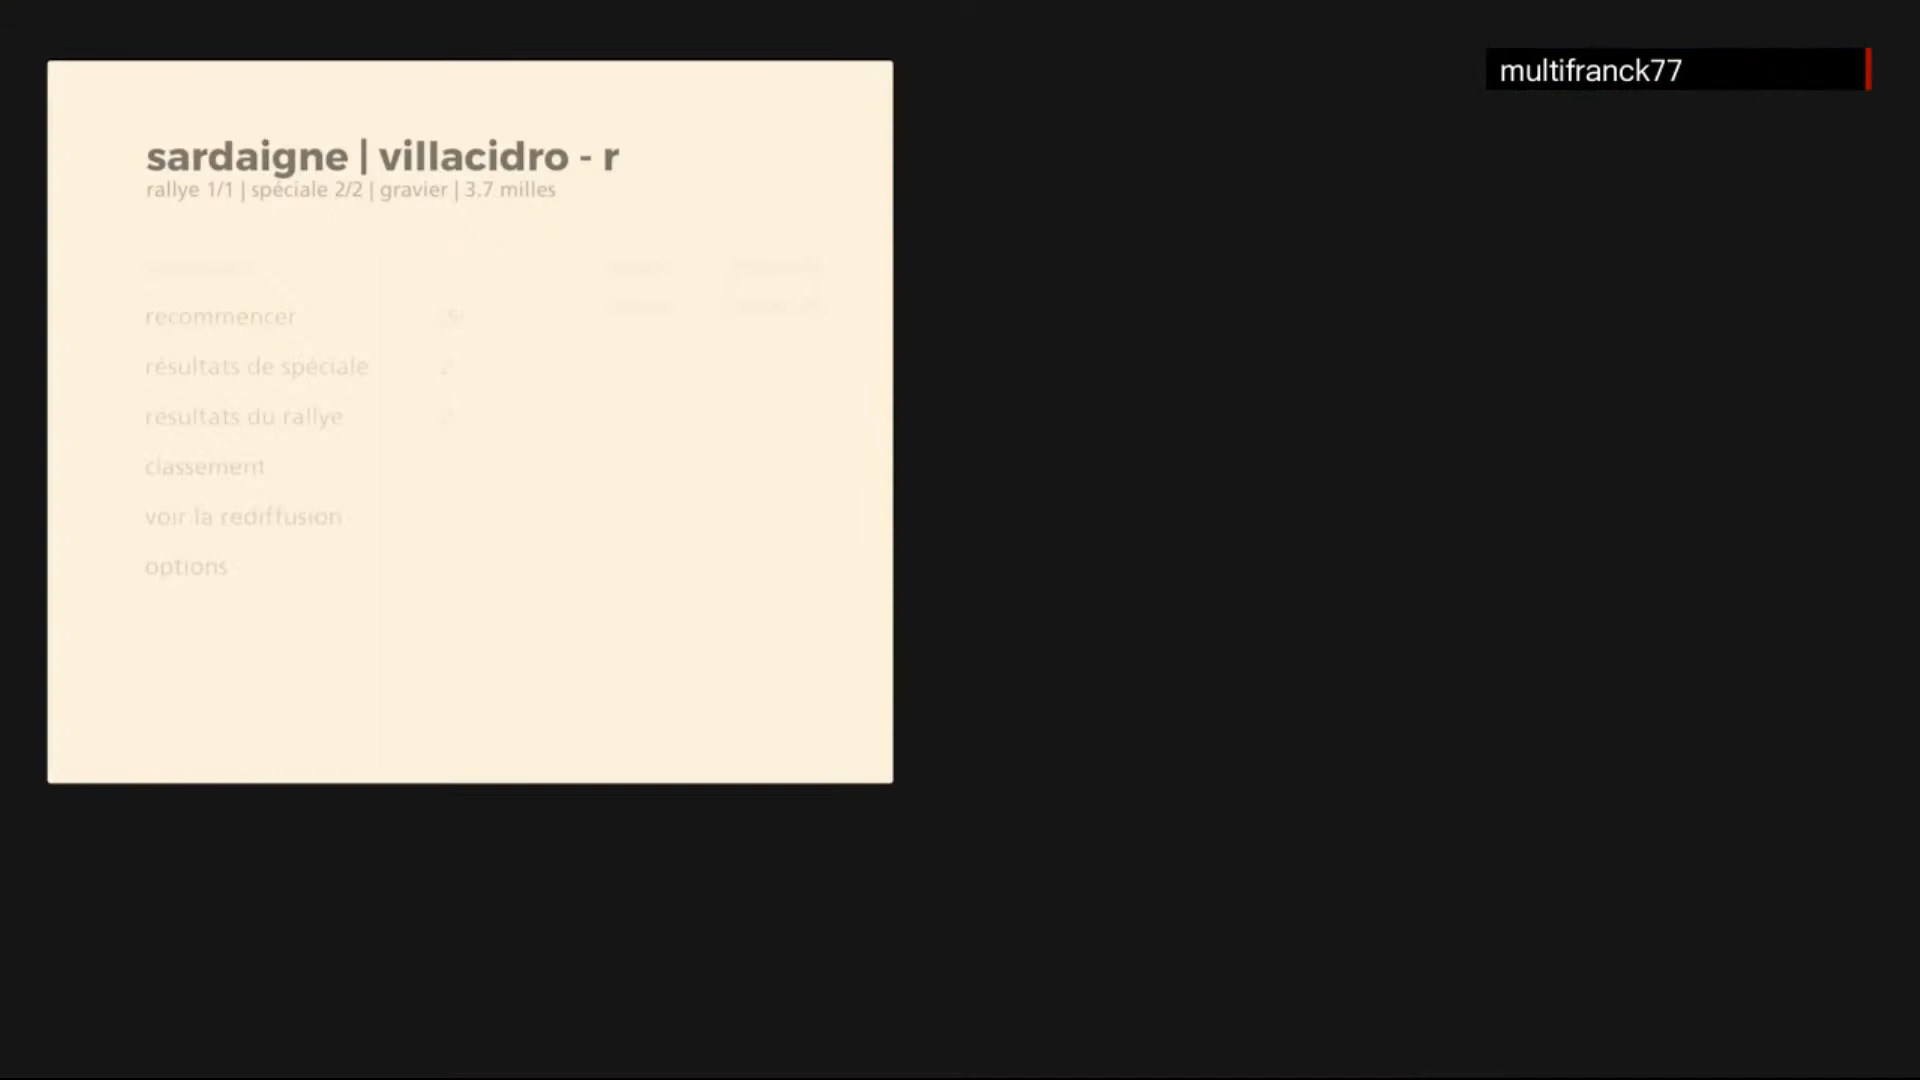 multifranck77
sardaigne | villacidro - r
rallye 1/1 | spéciale 2/2 | gravier | 3.7 milles
recommencer
résultats de spéciale
resultats du rallye
classement
voir la rediffusion
options